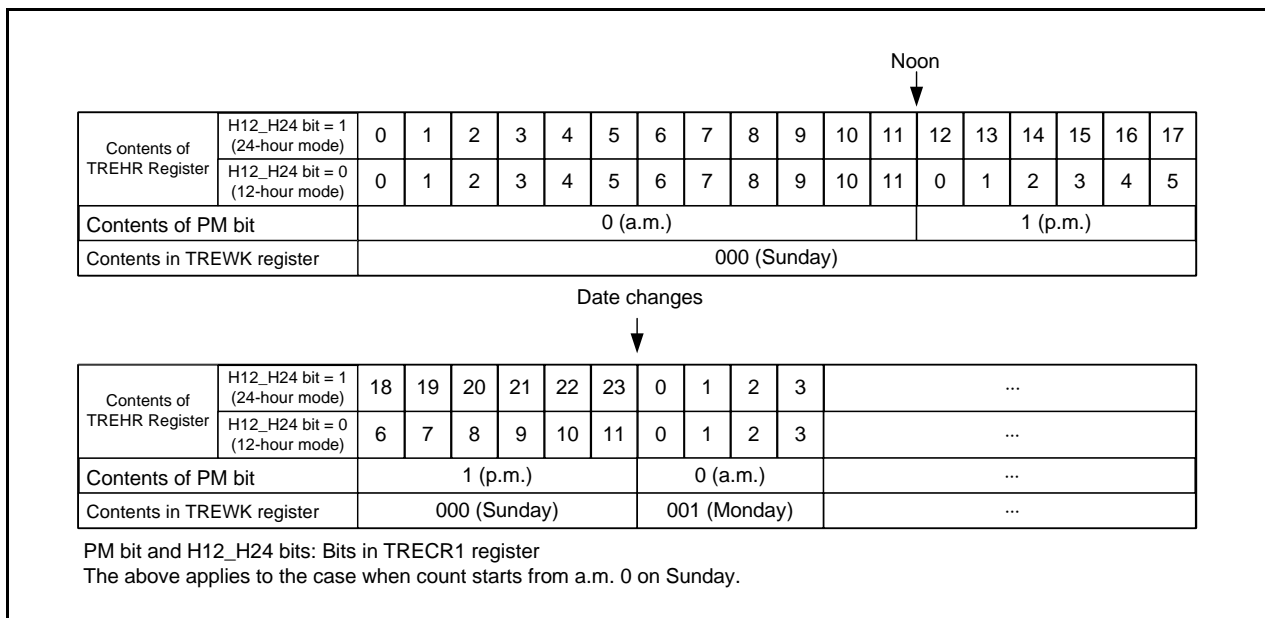 Noon
Contents of TREHR Register
H12_H24 bit = 1 (24-hour mode) 0 1 2 3 4 5 6 7 8 9 10 11 12 13 14 15 16 17
H12_H24 bit = 0 (12-hour mode) 0 1 2 3 4 5 6 7 8 9 10 11 0 1 2 3 4 5
Contents of PM bit 0 (a.m.) 1 (p.m.)
Contents in TREWK register 000 (Sunday)
Date changes
Contents of TREHR Register
H12_H24 bit = 1 (24-hour mode) 18 19 20 21 22 23 0 1 2 3 ...
H12_H24 bit = 0 (12-hour mode) 6 7 8 9 10 11 0 1 2 3 ...
Contents of PM bit 1 (p.m.) 0 (a.m.) ...
Contents in TREWK register 000 (Sunday) 001 (Monday) ...
PM bit and H12_H24 bits: Bits in TRECR1 register
The above applies to the case when count starts from a.m. 0 on Sunday.